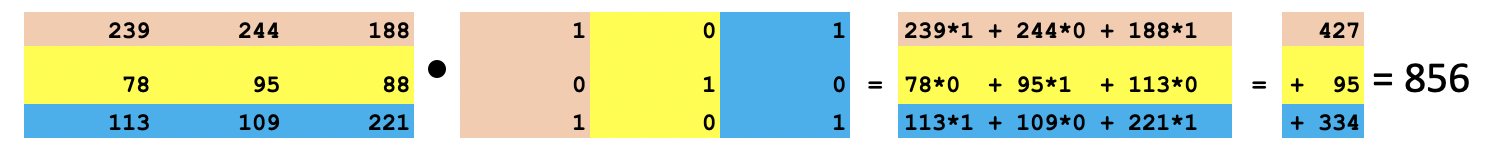 239 244 188 1 0 1 239*1 + 244*0 + 188*1 427
78 95 88 • 0 1 0 = 78*0 + 95*1 + 113*0 = + 95 = 856
113 109 221 1 0 1 113*1 + 109*0 + 221*1 + 334